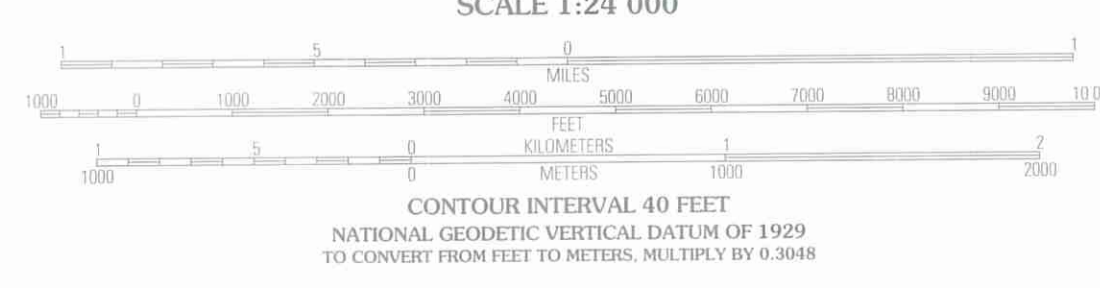 SCALE 1:24 000
1 .5 0 1
MILES
1000 0 1000 2000 3000 4000 5000 6000 7000 8000 9000 10 0
FEET
1 .5 0 KILOMETERS 1 2
1000 0 METERS 1000 2000
CONTOUR INTERVAL 40 FEET
NATIONAL GEODETIC VERTICAL DATUM OF 1929
TO CONVERT FROM FEET TO METERS, MULTIPLY BY 0.3048